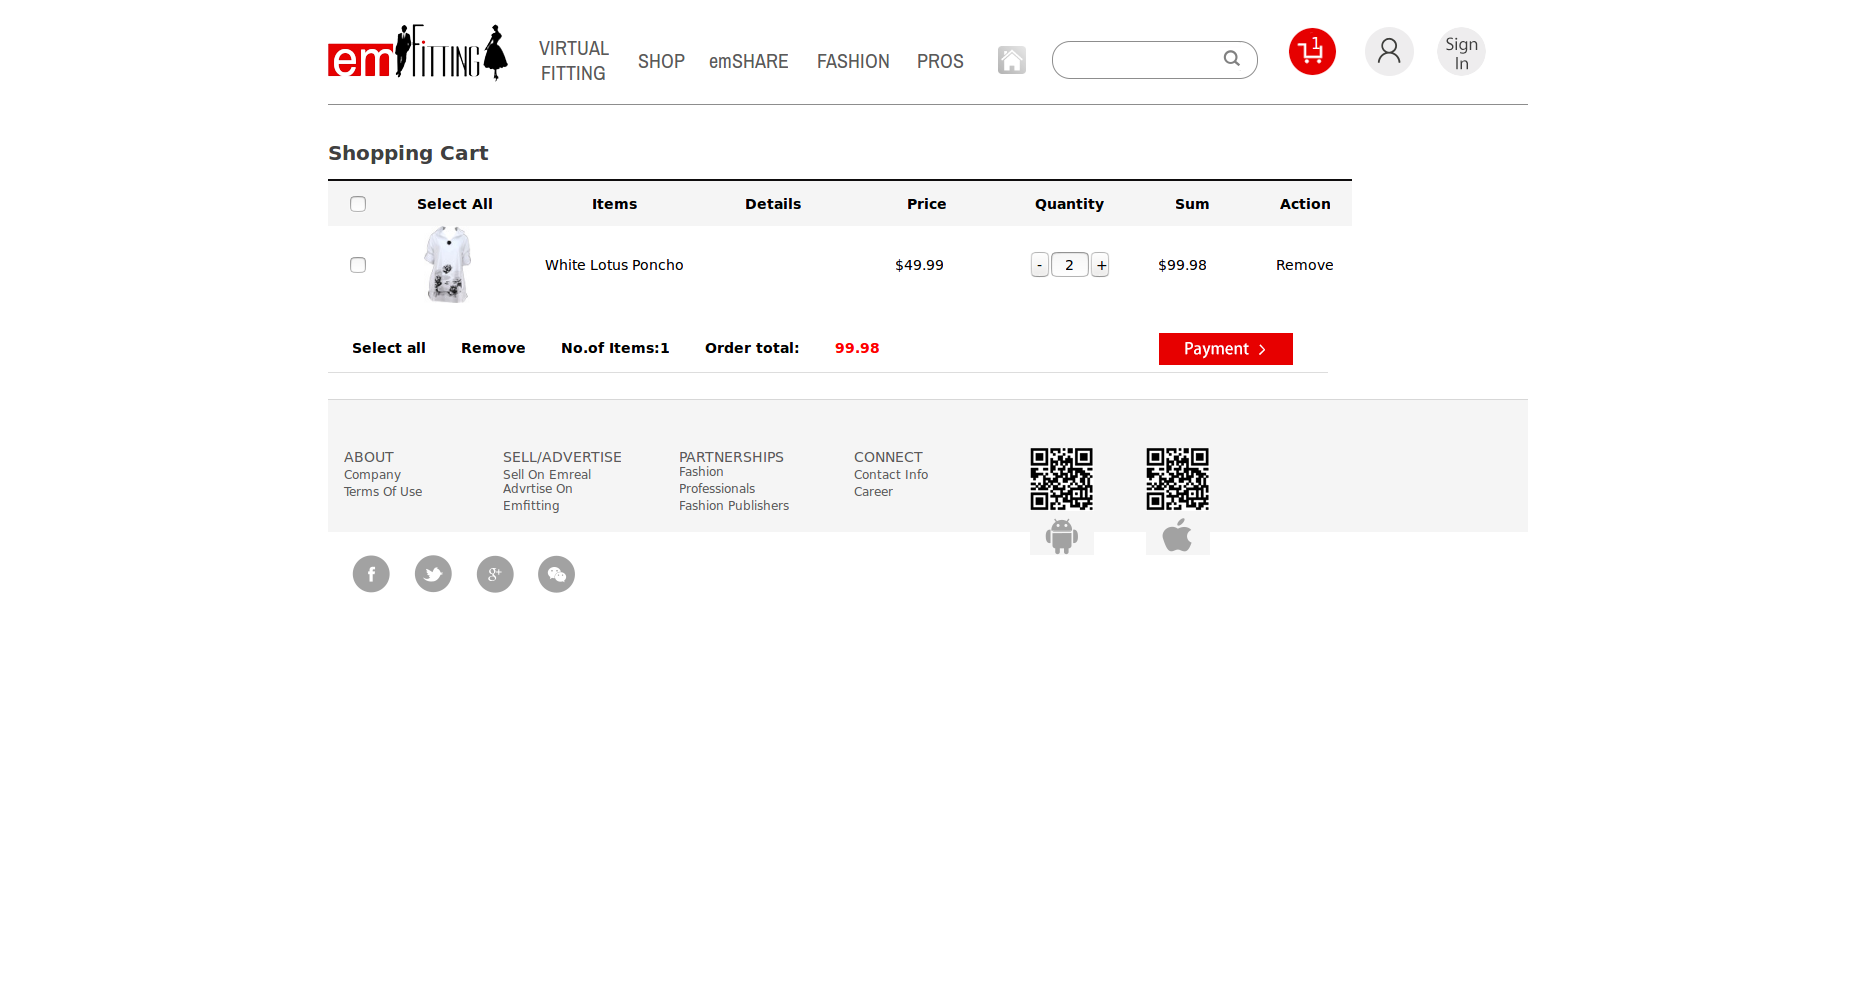 em FITTING
VIRTUAL
FITTING
SHOP
emSHARE
FASHION
PROS
1
Sign
In
Shopping Cart
Select All Items Details Price Quantity Sum Action
White Lotus Poncho $49.99 - 2 + $99.98 Remove
Select all Remove No.of Items:1 Order total: 99.98 Payment >
ABOUT
Company
Terms Of Use
SELL/ADVERTISE
Sell On Emreal
Advrtise On
Emfitting
PARTNERSHIPS
Fashion
Professionals
Fashion Publishers
CONNECT
Contact Info
Career
f
g+